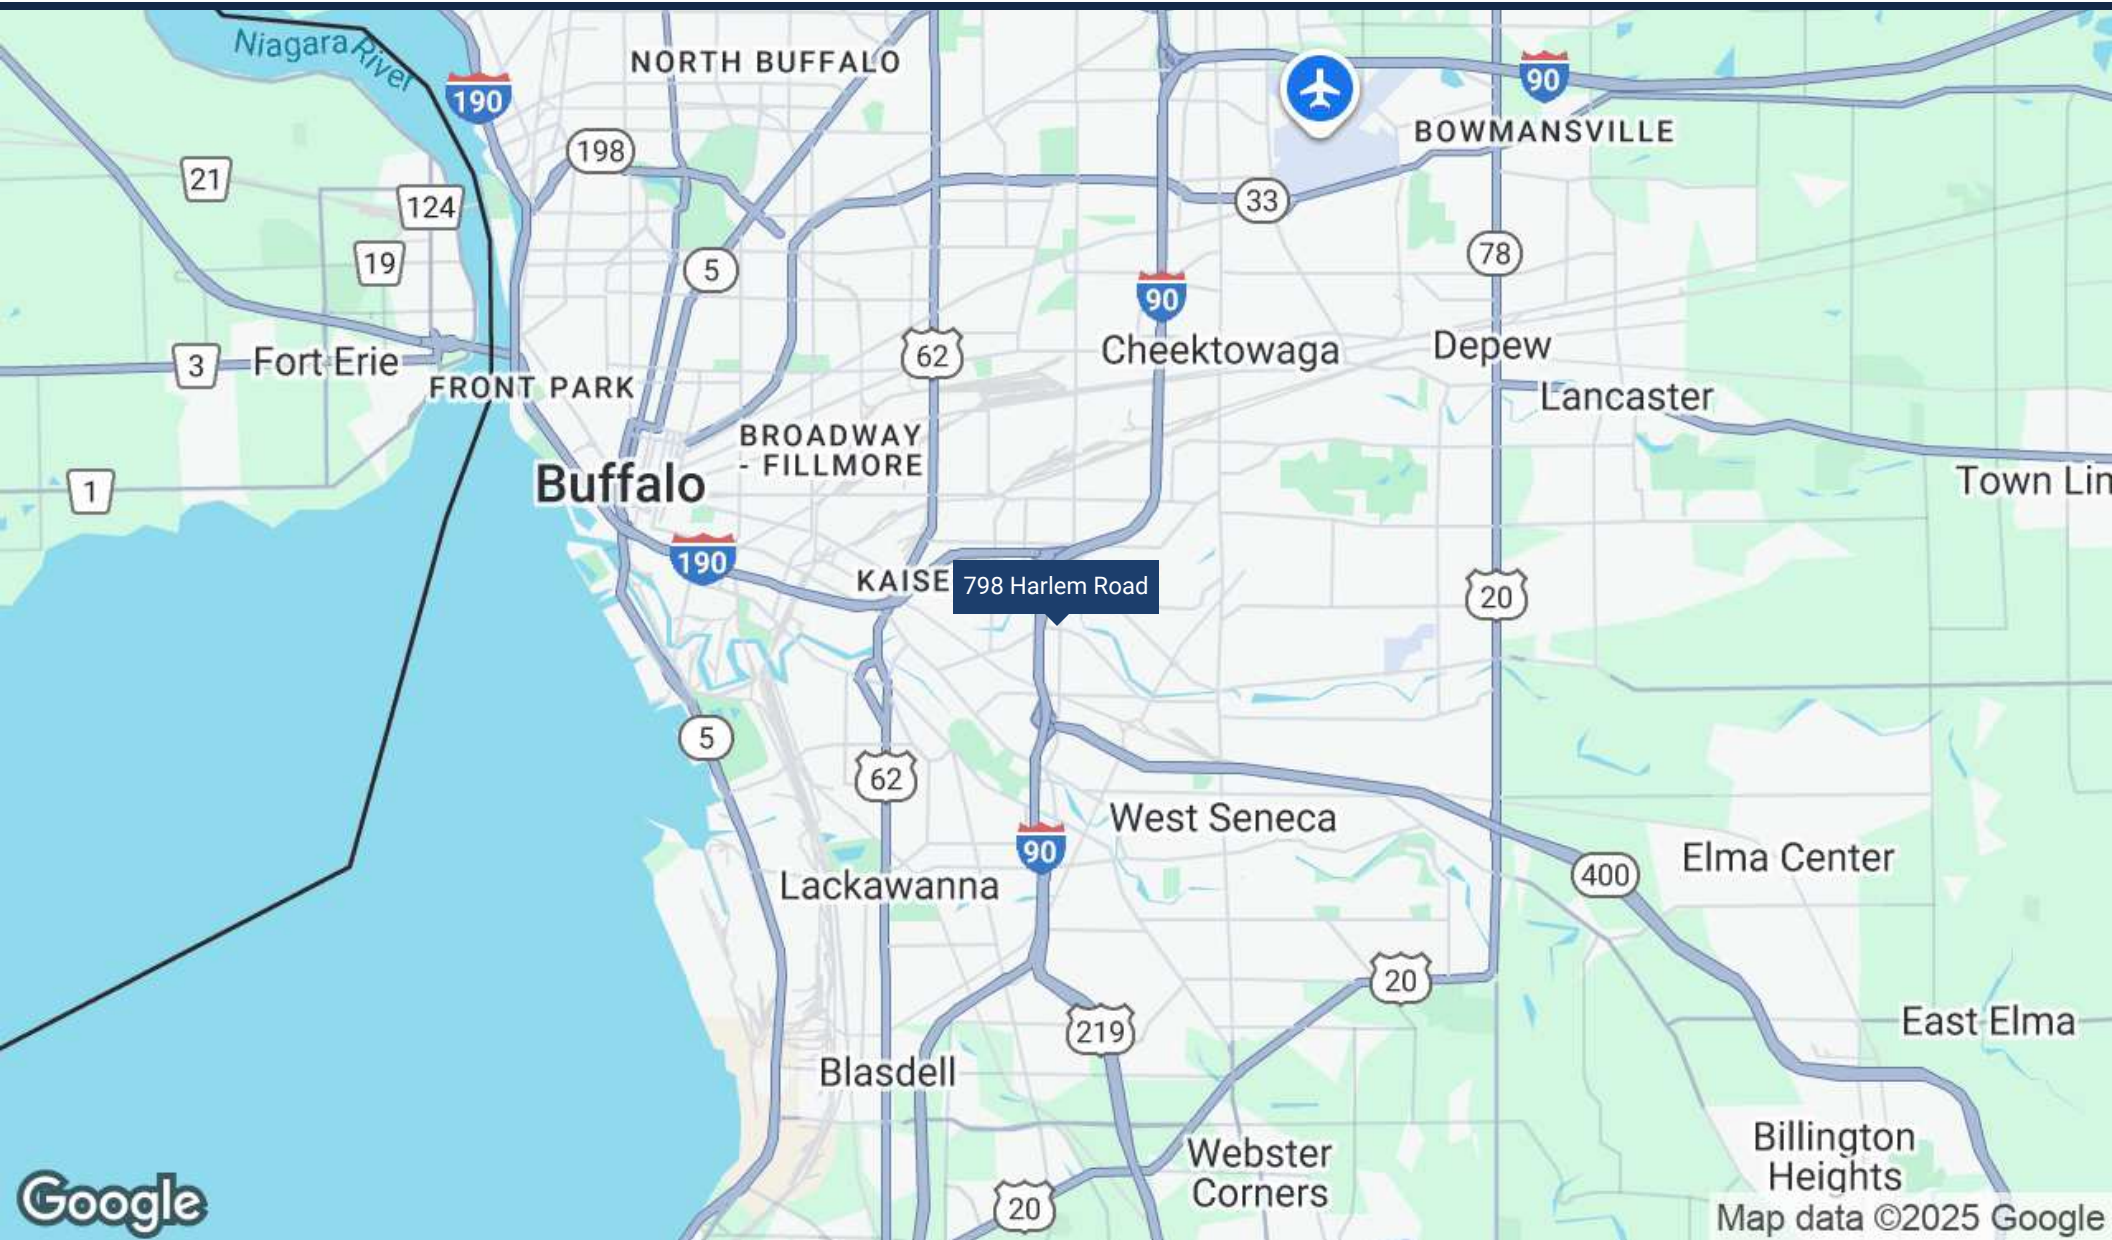 Niagara River
NORTH BUFFALO
190
90
BOWMANSVILLE
198
21
124
33
19
5
78
90
62
Cheektowaga
Depew
3
Fort Erie
FRONT PARK
Lancaster
BROADWAY
- FILLMORE
Buffalo
Town Lin
1
190
KAISE
798 Harlem Road
20
5
62
West Seneca
90
Elma Center
400
Lackawanna
20
219
East Elma
Blasdell
Webster
Corners
Billington
Heights
20
Google
Map data ©2025 Google